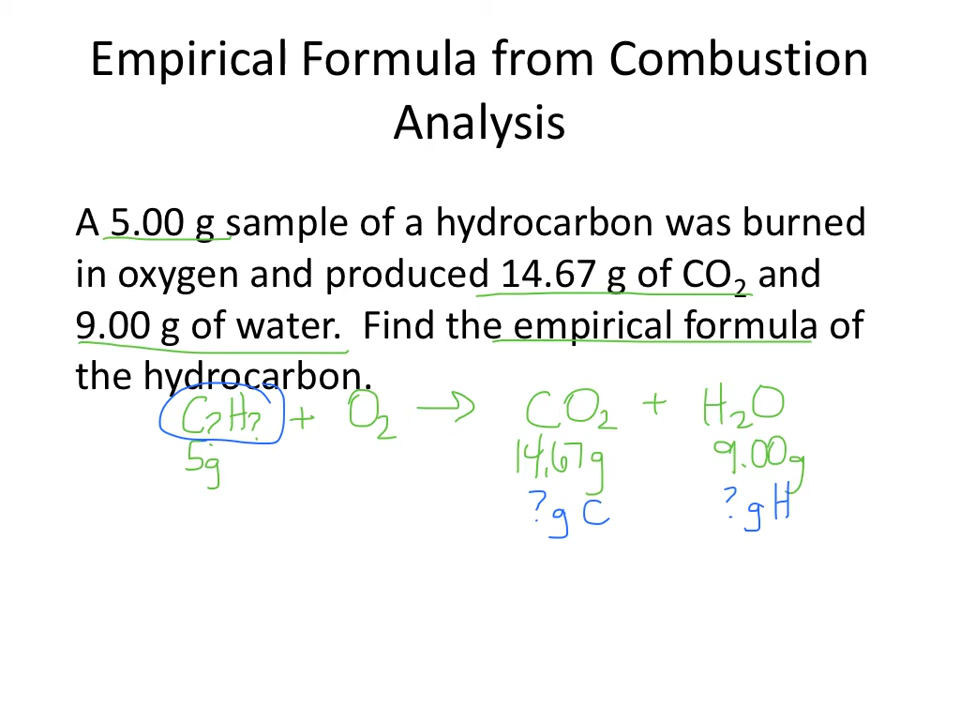 Empirical Formula from Combustion
Analysis
A 5.00 g sample of a hydrocarbon was burned
in oxygen and produced 14.67 g of CO₂ and
9.00 g of water. Find the empirical formula of
the hydrocarbon.
C?H? + O₂ → CO₂ + H₂O
5g 14.67g 9.00g
?g C ?g H